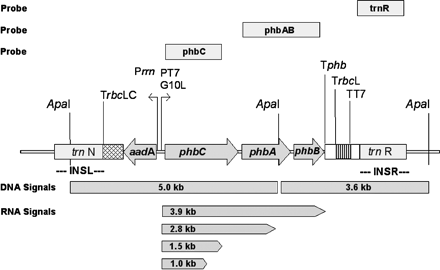 Probe trnR
Probe phbAB
Probe phbC
Tphb
Prrn PT7 TrbcL
ApaI TrbcLC G10L ApaI TT7 ApaI
trn N aadA phbC phbA phbB trn R
--- INSL--- --- INSR---
DNA Signals 5.0 kb 3.6 kb
RNA Signals 3.9 kb
2.8 kb
1.5 kb
1.0 kb